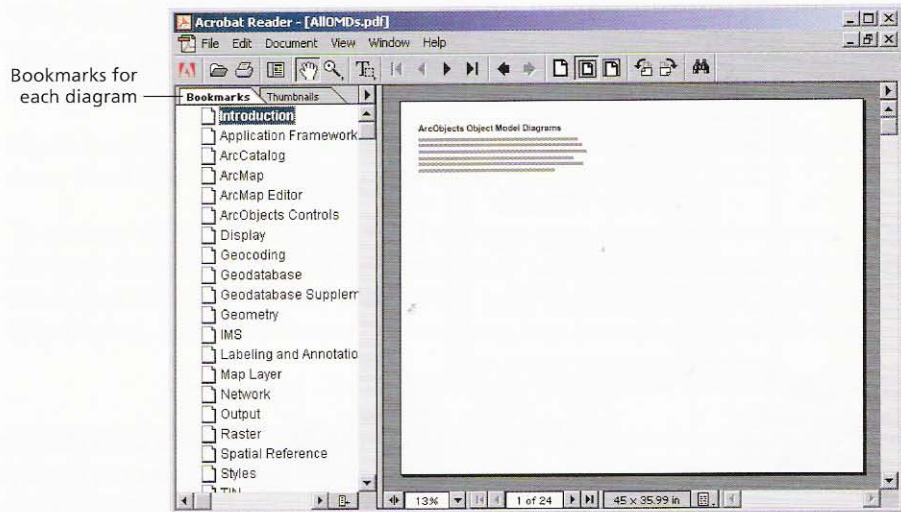 Bookmarks for
each diagram
Acrobat Reader - [AllOMDs.pdf]
File Edit Document View Window Help
Bookmarks Thumbnails
Introduction
Application Framework
ArcCatalog
ArcMap
ArcMap Editor
ArcObjects Controls
Display
Geocoding
Geodatabase
Geodatabase Supplem
Geometry
IMS
Labeling and Annotatio
Map Layer
Network
Output
Raster
Spatial Reference
Styles
TIN
ArcObjects Object Model Diagrams
13% 1 of 24 45 x 35.99 in